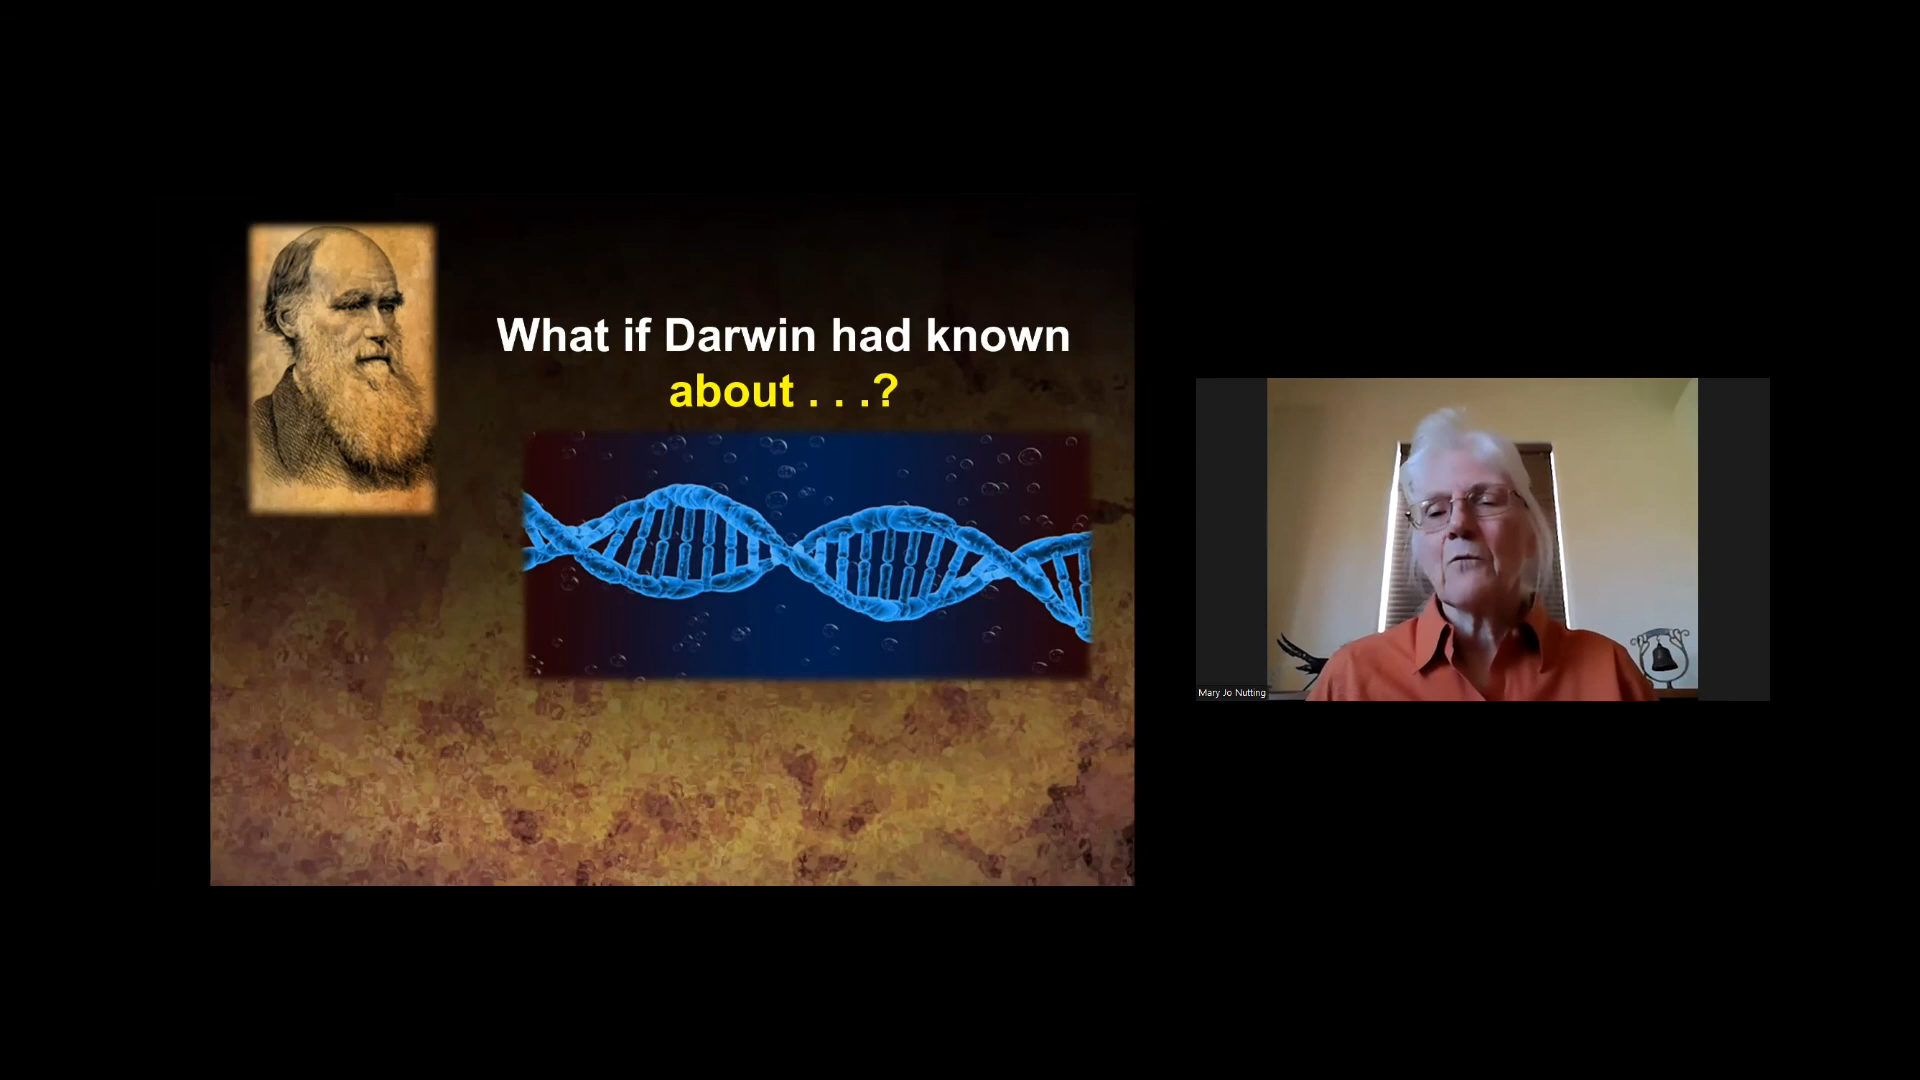 What if Darwin had known
about . . .?
Mary Jo Nutting